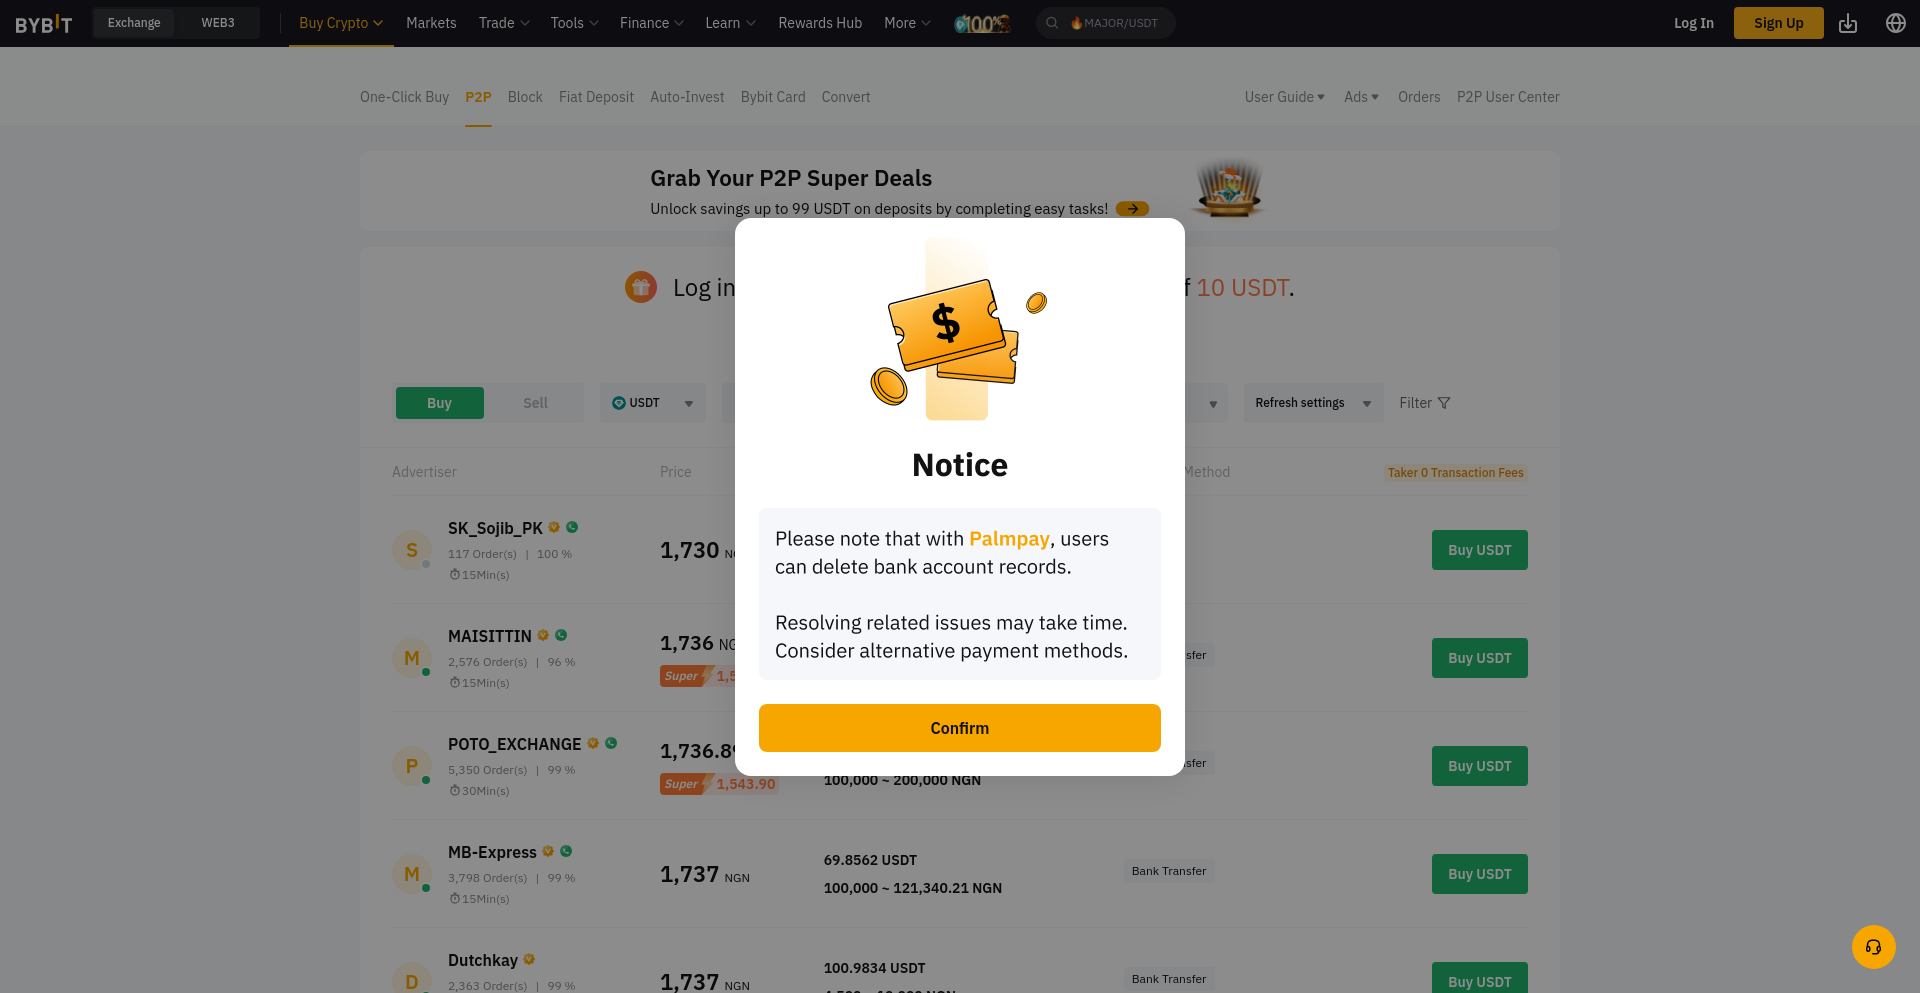 BYBIT
Exchange
WEB3
Buy Crypto
Markets
Trade
Tools
Finance
Learn
Rewards Hub
More
100%
MAJOR/USDT
Log In
Sign Up
One-Click Buy
P2P
Block
Fiat Deposit
Auto-Invest
Bybit Card
Convert
User Guide
Ads
Orders
P2P User Center
Grab Your P2P Super Deals
Unlock savings up to 99 USDT on deposits by completing easy tasks!
Log in
10 USDT.
Buy
Sell
USDT
Refresh settings
Filter
Advertiser
Price
Method
Taker 0 Transaction Fees
S
SK_Sojib_PK
117 Order(s) | 100 %
15Min(s)
1,730
Buy USDT
M
MAISITTIN
2,576 Order(s) | 96 %
15Min(s)
1,736
Super
Buy USDT
P
POTO_EXCHANGE
5,350 Order(s) | 99 %
30Min(s)
1,736.89
Super 1,543.90
100,000 ~ 200,000 NGN
Buy USDT
M
MB-Express
3,798 Order(s) | 99 %
15Min(s)
1,737 NGN
69.8562 USDT
100,000 ~ 121,340.21 NGN
Bank Transfer
Buy USDT
D
Dutchkay
2,363 Order(s) | 99 %
1,737 NGN
100.9834 USDT
Bank Transfer
Buy USDT
$
Notice
Please note that with Palmpay, users
can delete bank account records.
Resolving related issues may take time.
Consider alternative payment methods.
Confirm